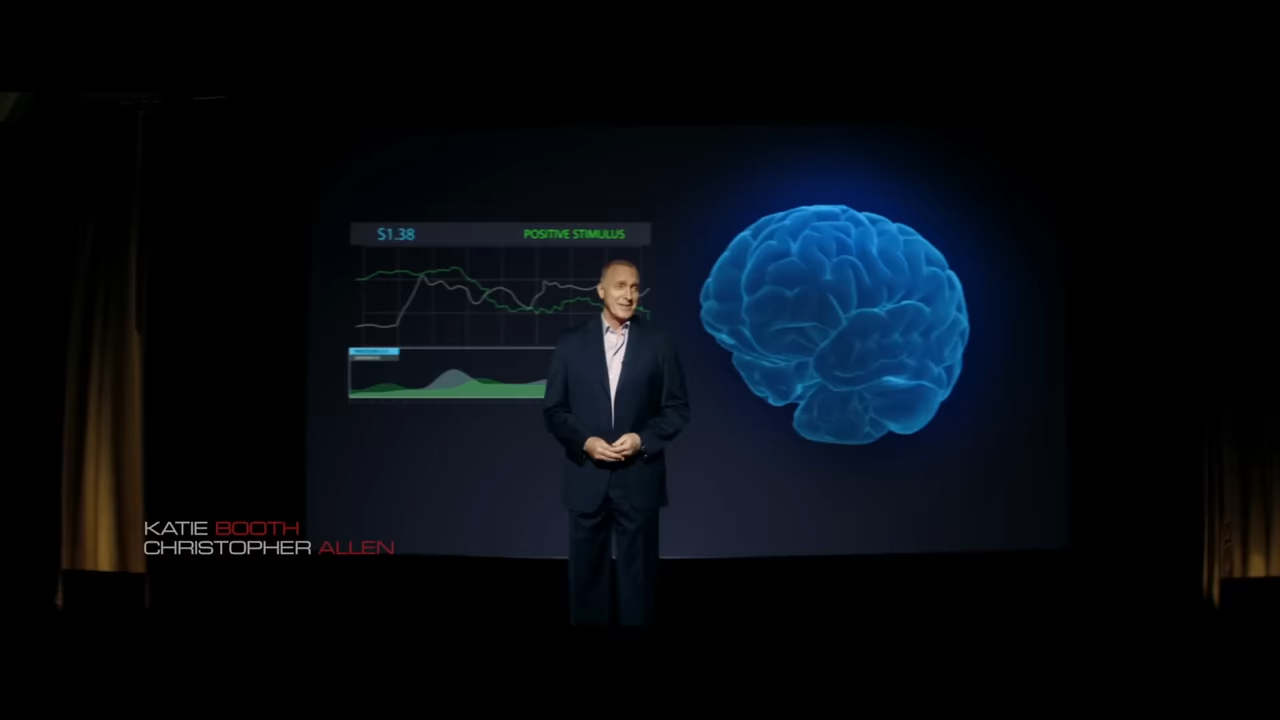 $1.38
POSITIVE STIMULUS
KATIE BOOTH
CHRISTOPHER ALLEN